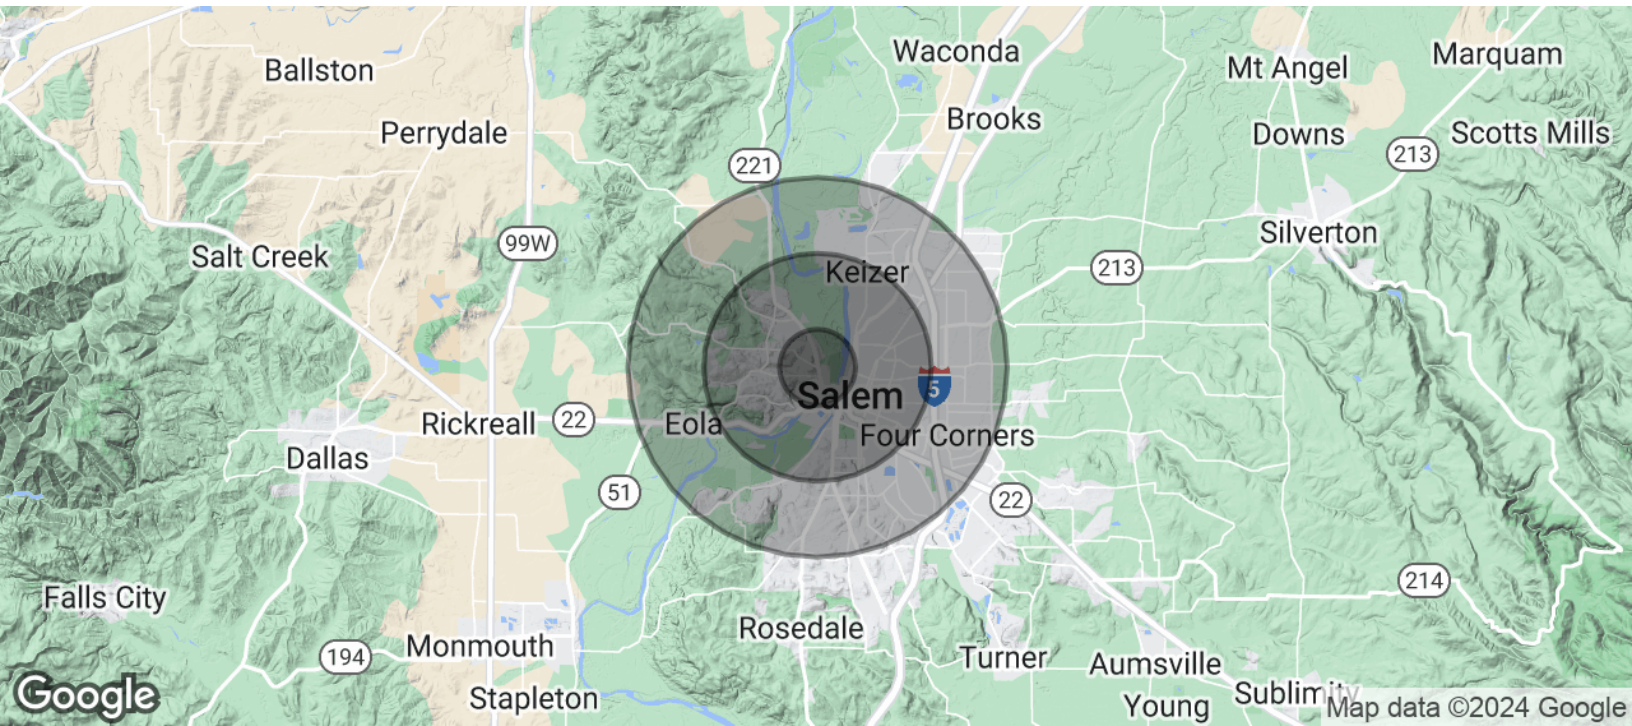 Waconda
Marquam
Ballston
Mt Angel
Brooks
Perrydale
Downs
Scotts Mills
213
221
Silverton
99W
Salt Creek
213
Keizer
5
Salem
Rickreall
22
Eola
Four Corners
Dallas
51
22
214
Falls City
Rosedale
Monmouth
194
Turner
Aumsville
Google
Stapleton
Sublimity
Young
Map data ©2024 Google